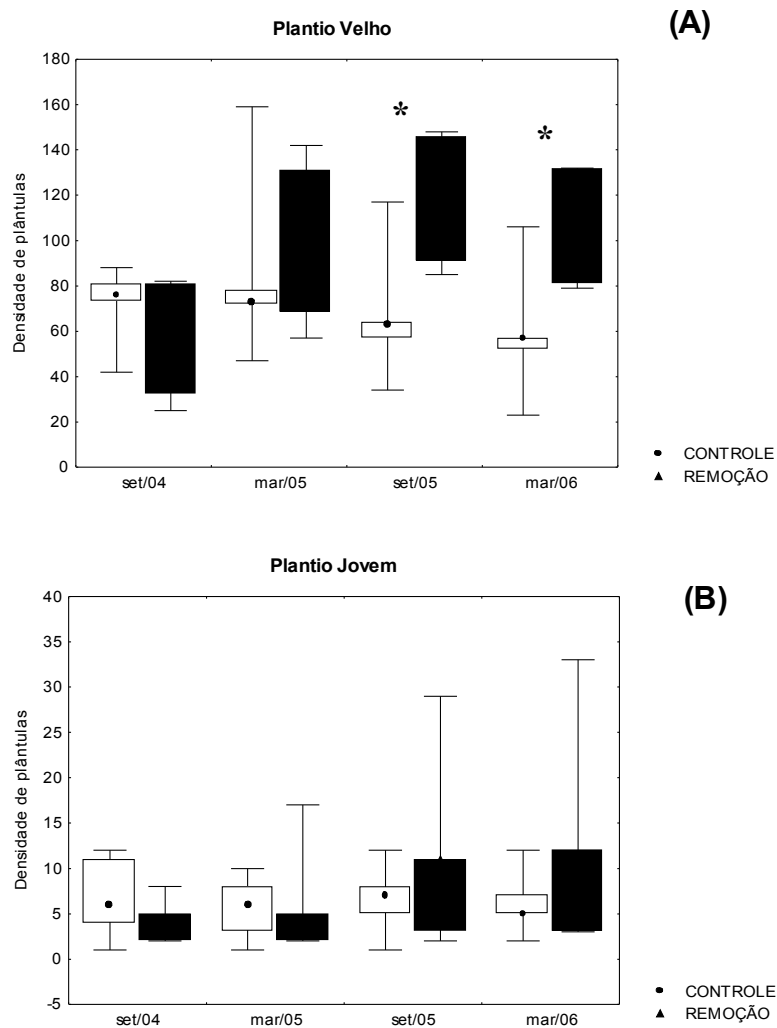 (A)
Plantio Velho
180
160
140
120
100
80
60
40
20
0
Densidade de plântulas
*
*
set/04 mar/05 set/05 mar/06
CONTROLE
REMOÇÃO
Plantio Jovem
(B)
40
35
30
25
20
15
10
5
0
-5
Densidade de plântulas
set/04 mar/05 set/05 mar/06
CONTROLE
REMOÇÃO